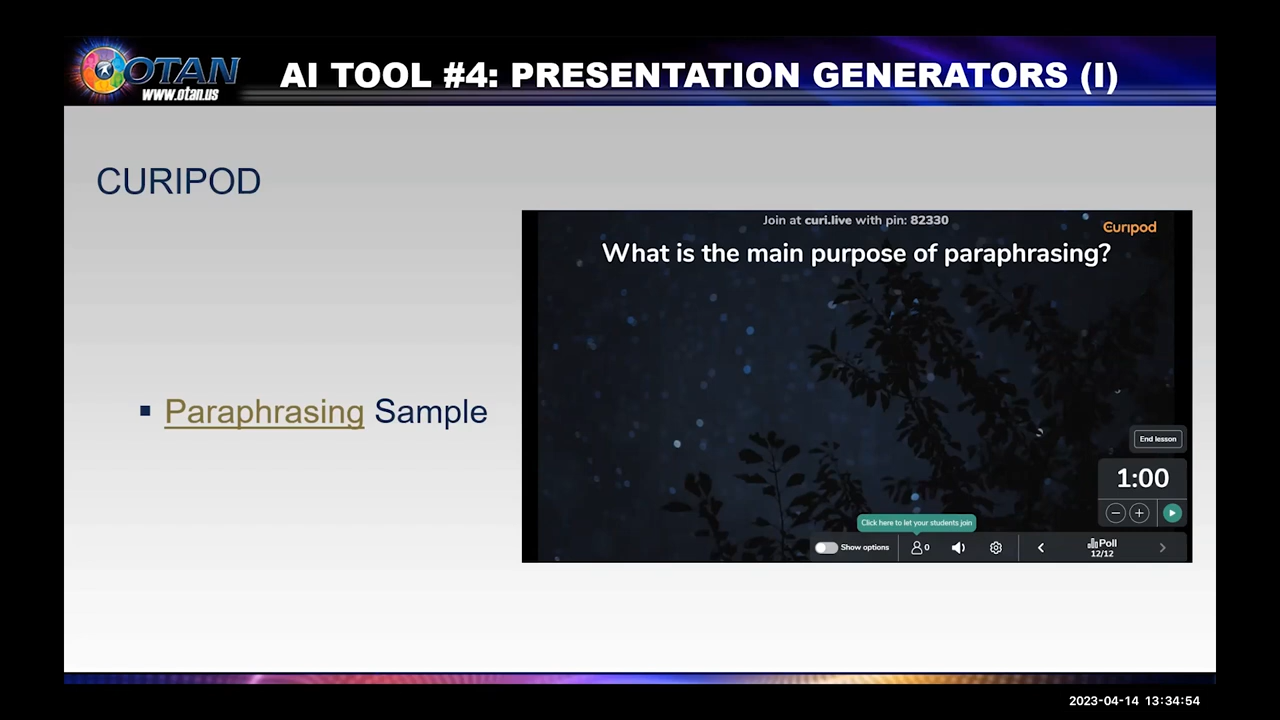 OTAN
www.otan.us
AI TOOL #4: PRESENTATION GENERATORS (I)
CURIPOD
▪ Paraphrasing Sample
Join at curi.live with pin: 82330
Curipod
What is the main purpose of paraphrasing?
End lesson
1:00
Click here to let your students join
Show options
0
Poll
12/12
2023-04-14 13:34:54